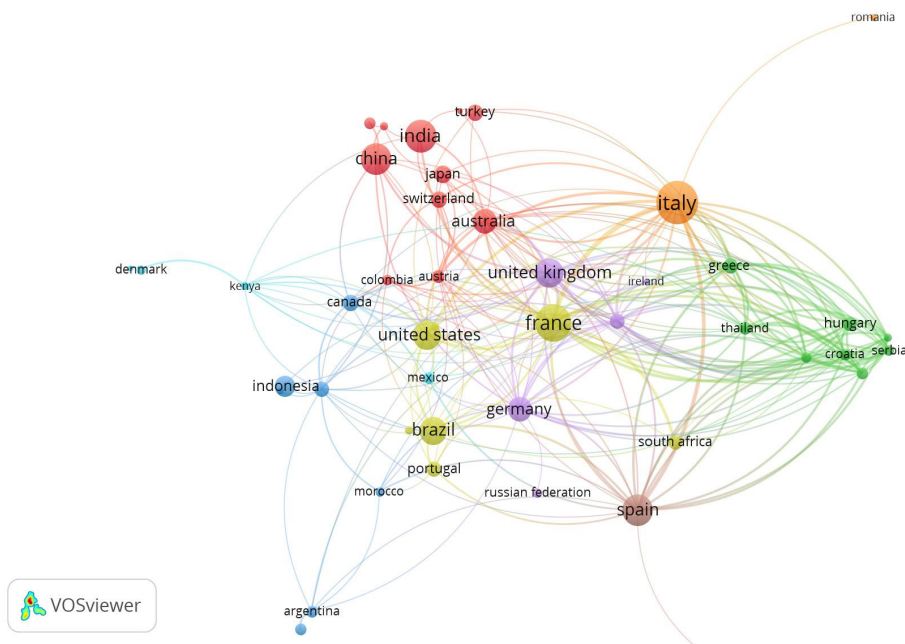 romania
turkey
india
china
japan
switzerland
italy
australia
denmark
kenya
colombia
austria
united kingdom
ireland
greece
canada
united states
france
thailand
hungary
croatia
serbia
mexico
indonesia
germany
brazil
south africa
portugal
morocco
russian federation
spain
argentina
VOSviewer